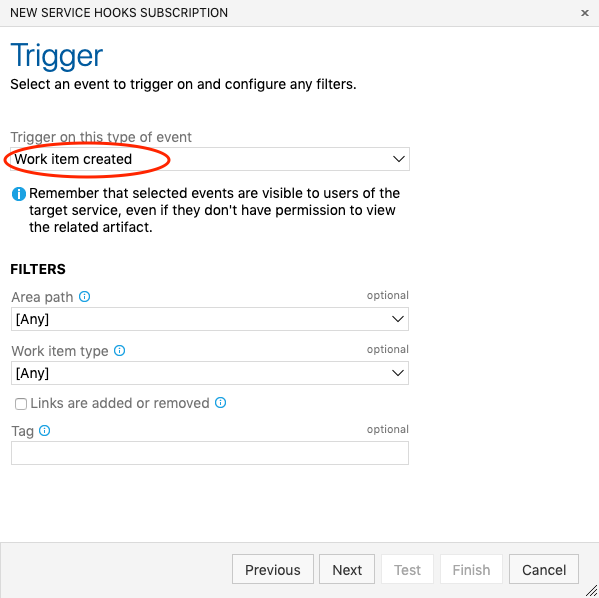 NEW SERVICE HOOKS SUBSCRIPTION
Trigger
Select an event to trigger on and configure any filters.
Trigger on this type of event
Work item created
Remember that selected events are visible to users of the
target service, even if they don't have permission to view
the related artifact.
FILTERS
Area path optional
[Any]
Work item type optional
[Any]
Links are added or removed
Tag optional
Previous Next Test Finish Cancel